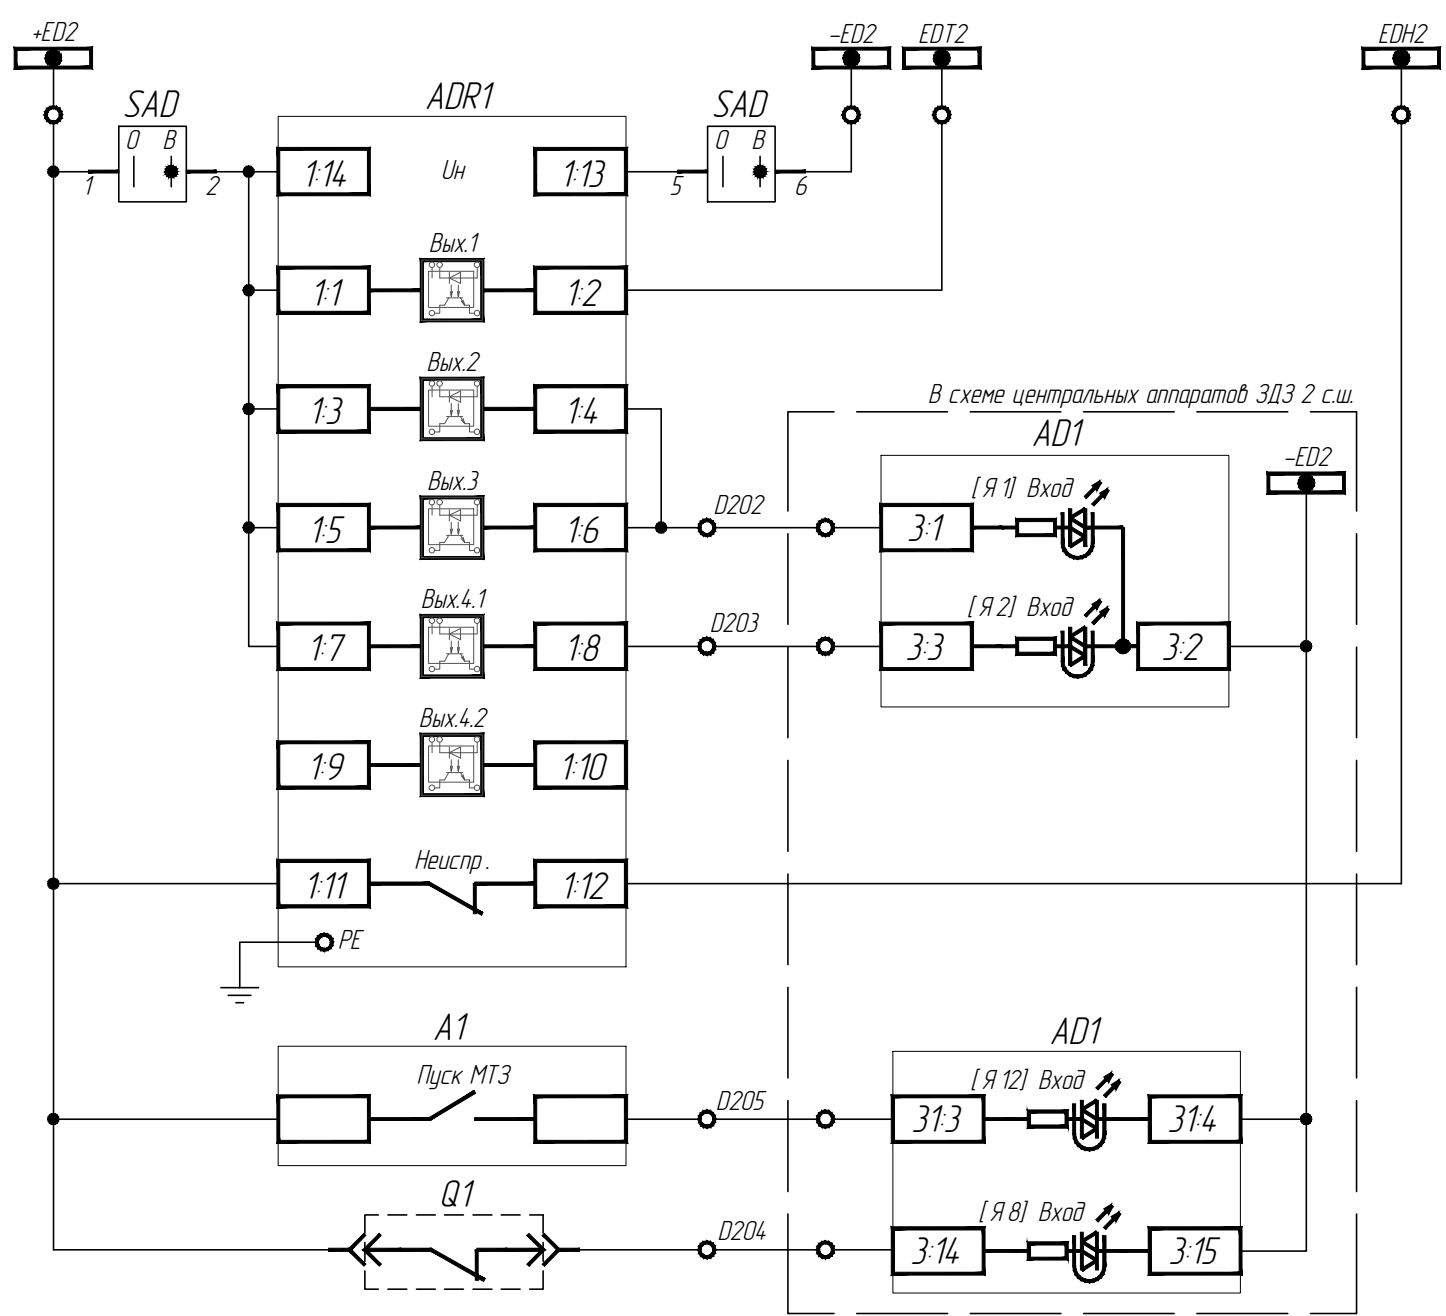 +ED2
-ED2
EDT2
EDH2
SAD
ADR1
SAD
О В
О В
1
2
1:14
Uн
1:13
5
6
Вых.1
1:1
1:2
Вых.2
1:3
1:4
В схеме центральных аппаратов ЗДЗ 2 с.ш.
AD1
-ED2
Вых.3
[Я1] Вход
1:5
1:6
D202
3:1
Вых.4.1
[Я2] Вход
1:7
1:8
D203
3:3
3:2
Вых.4.2
1:9
1:10
Неиспр.
1:11
1:12
PE
A1
AD1
Пуск МТЗ
[Я12] Вход
D205
31:3
31:4
Q1
[Я8] Вход
D204
3:14
3:15